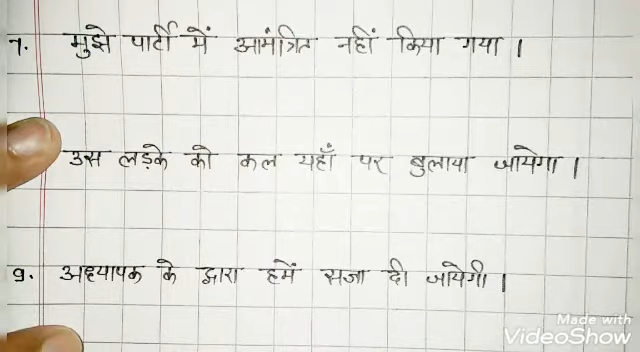 7. मुझे पार्टी में आमंत्रित नहीं किया गया।
उस लड़के को कल यहाँ पर बुलाया जायेगा।
9. अध्यापक के द्वारा हमें सजा दी जायेगी।
Made with
VideoShow